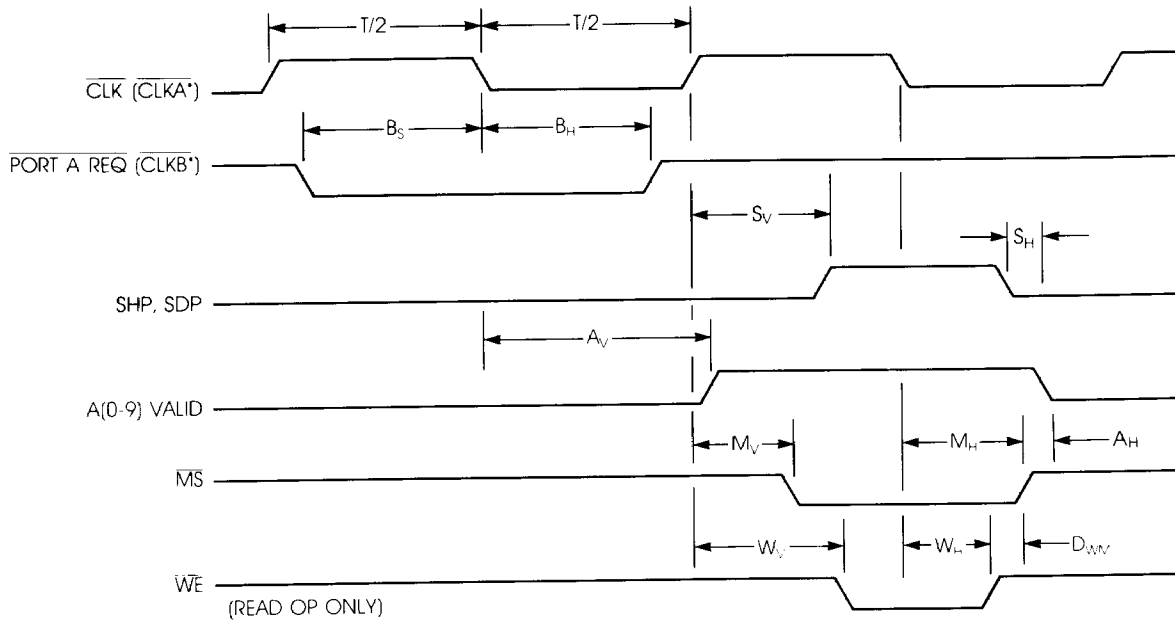 T/2 T/2
CLK (CLKA*)
B_S B_H
PORT A REQ (CLKB*)
S_V
S_H
SHP, SDP
A_V
A(0-9) VALID
M_V M_H A_H
MS
W_V W_H D_WM
WE
(READ OP ONLY)